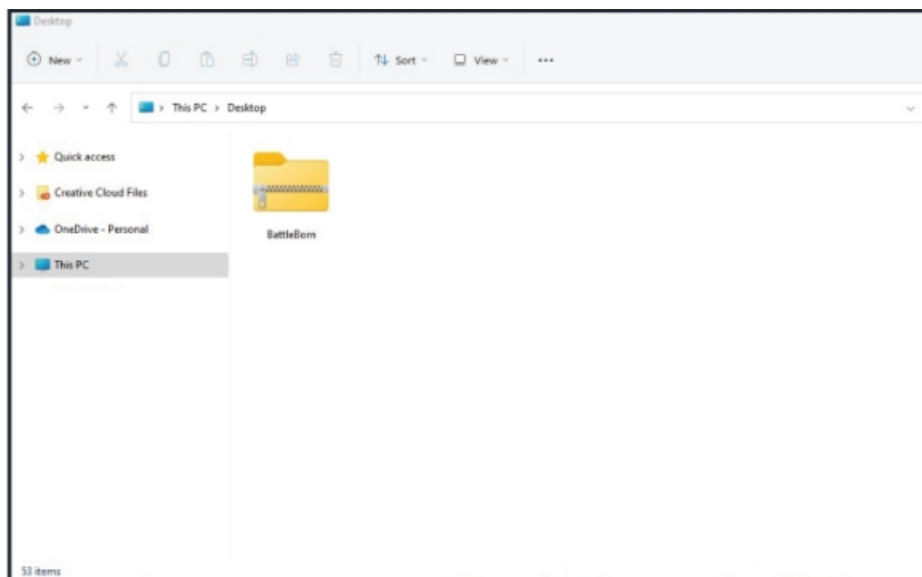 Desktop
New
Sort
View
This PC > Desktop
Quick access
Creative Cloud Files
OneDrive - Personal
This PC
BattleBorn
53 items